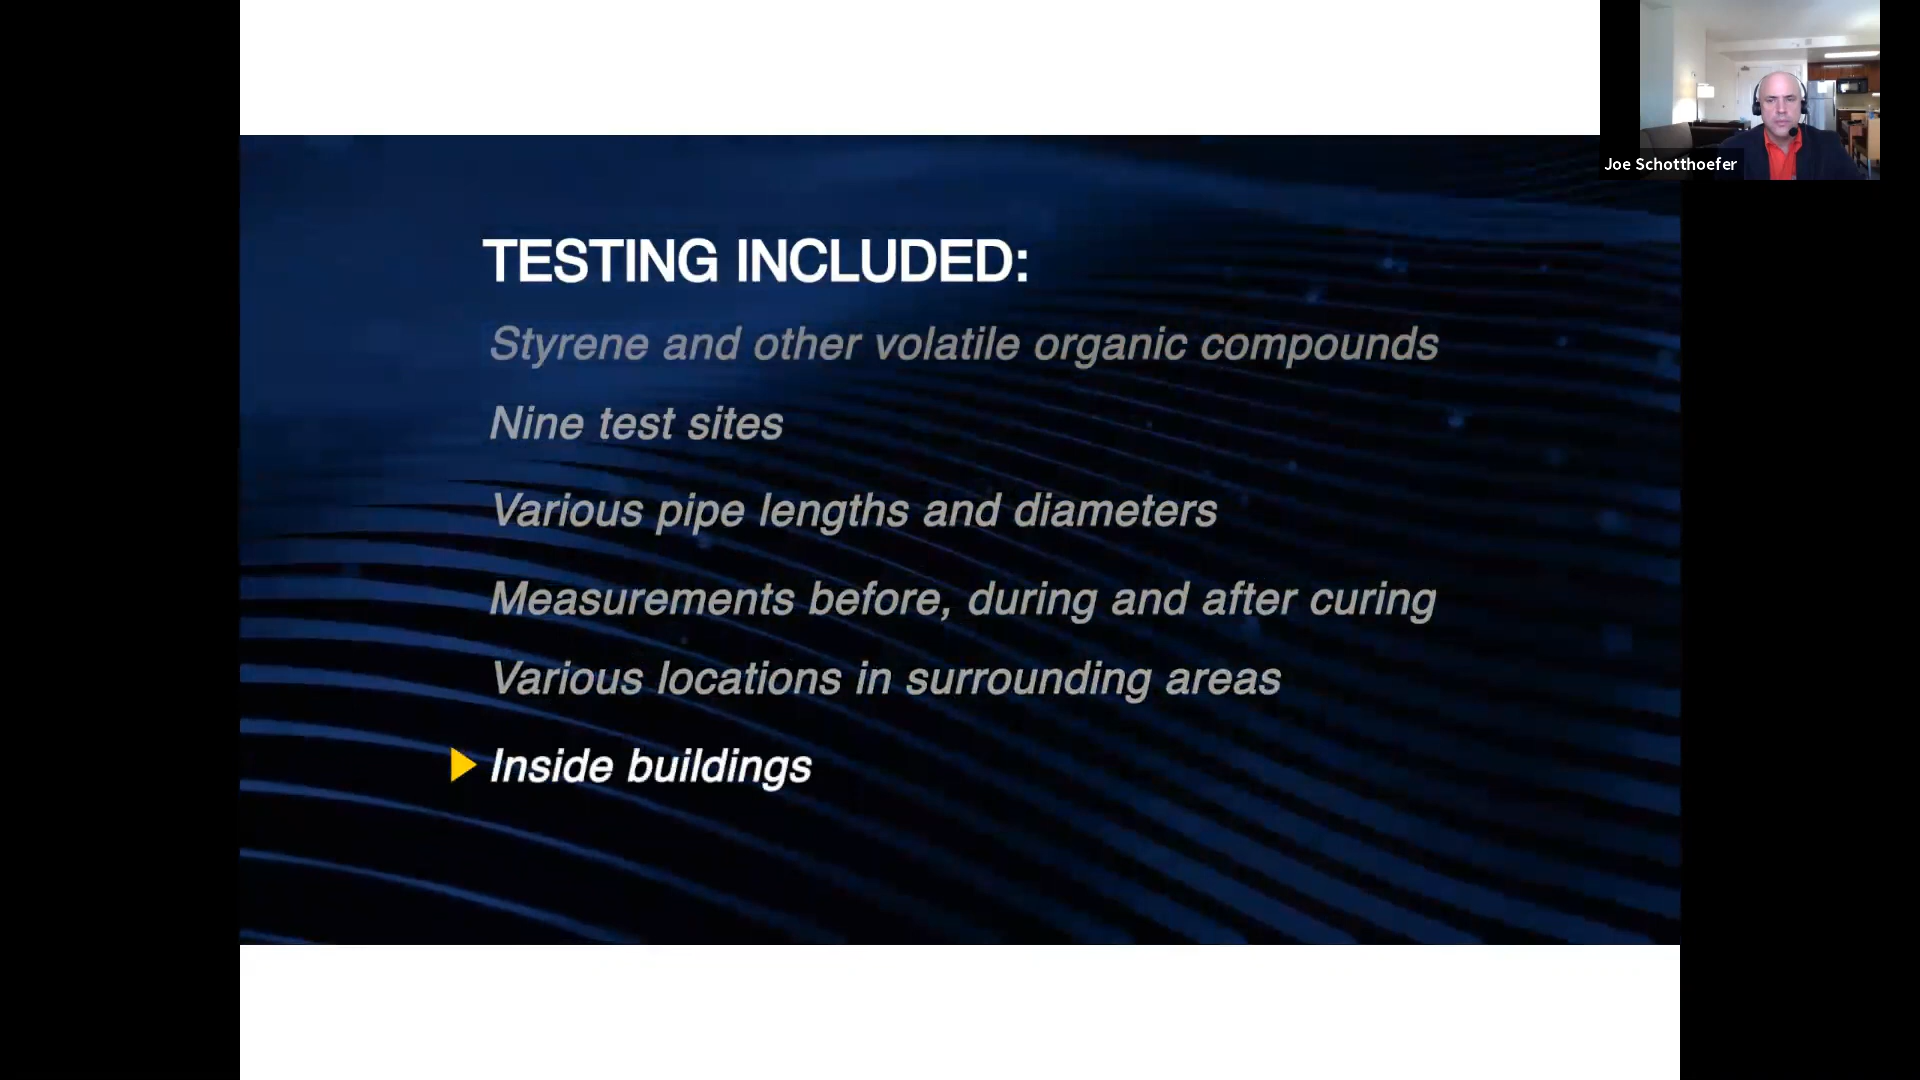 Joe Schotthoefer
TESTING INCLUDED:
Styrene and other volatile organic compounds
Nine test sites
Various pipe lengths and diameters
Measurements before, during and after curing
Various locations in surrounding areas
Inside buildings